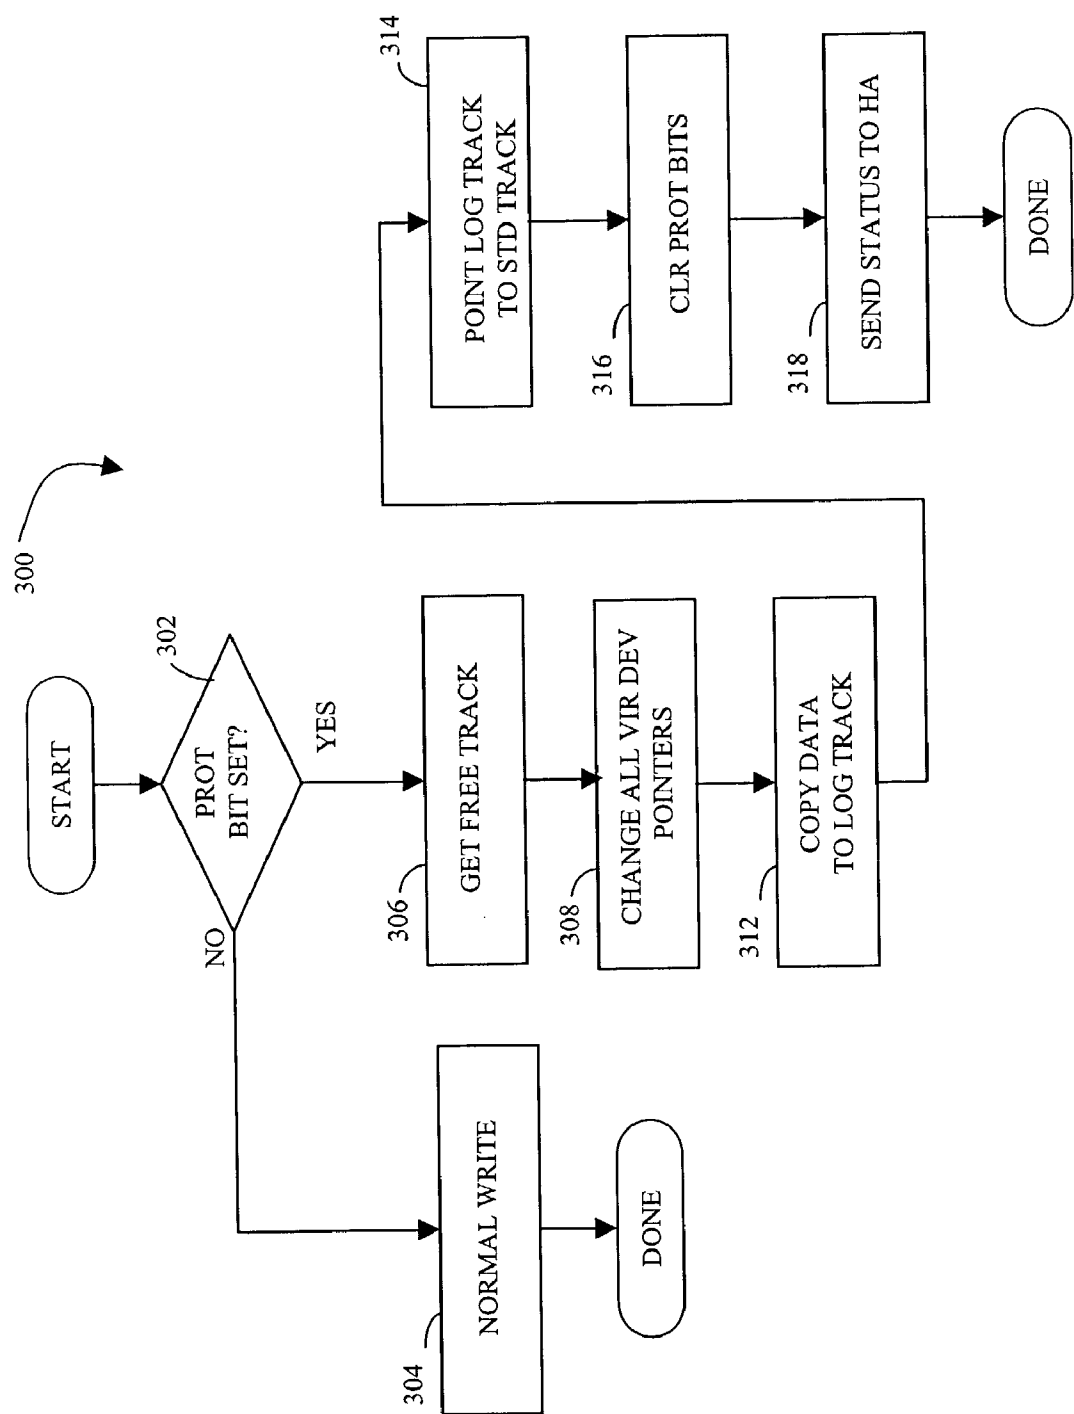 300
START
302
PROT
BIT SET?
NO
YES
304
NORMAL WRITE
DONE
306
GET FREE TRACK
308
CHANGE ALL VIR DEV
POINTERS
312
COPY DATA
TO LOG TRACK
314
POINT LOG TRACK
TO STD TRACK
316
CLR PROT BITS
318
SEND STATUS TO HA
DONE